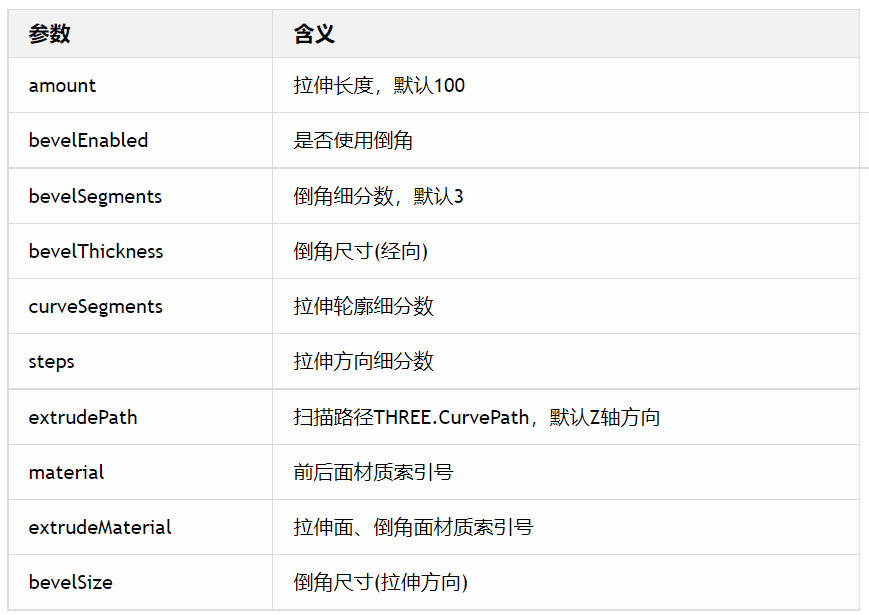 参数 含义
amount 拉伸长度，默认100
bevelEnabled 是否使用倒角
bevelSegments 倒角细分数，默认3
bevelThickness 倒角尺寸(经向)
curveSegments 拉伸轮廓细分数
steps 拉伸方向细分数
extrudePath 扫描路径THREE.CurvePath，默认Z轴方向
material 前后面材质索引号
extrudeMaterial 拉伸面、倒角面材质索引号
bevelSize 倒角尺寸(拉伸方向)